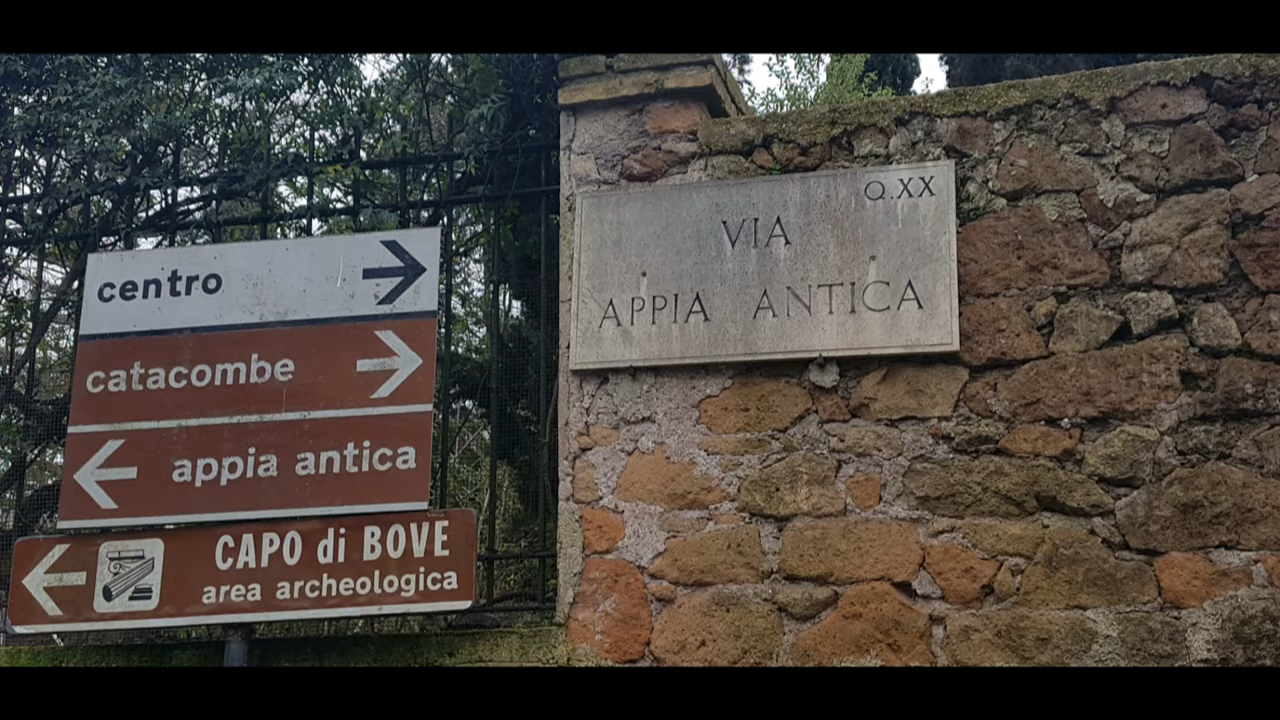 centro
catacombe
appia antica
CAPO di BOVE
area archeologica
Q.XX
VIA
APPIA ANTICA